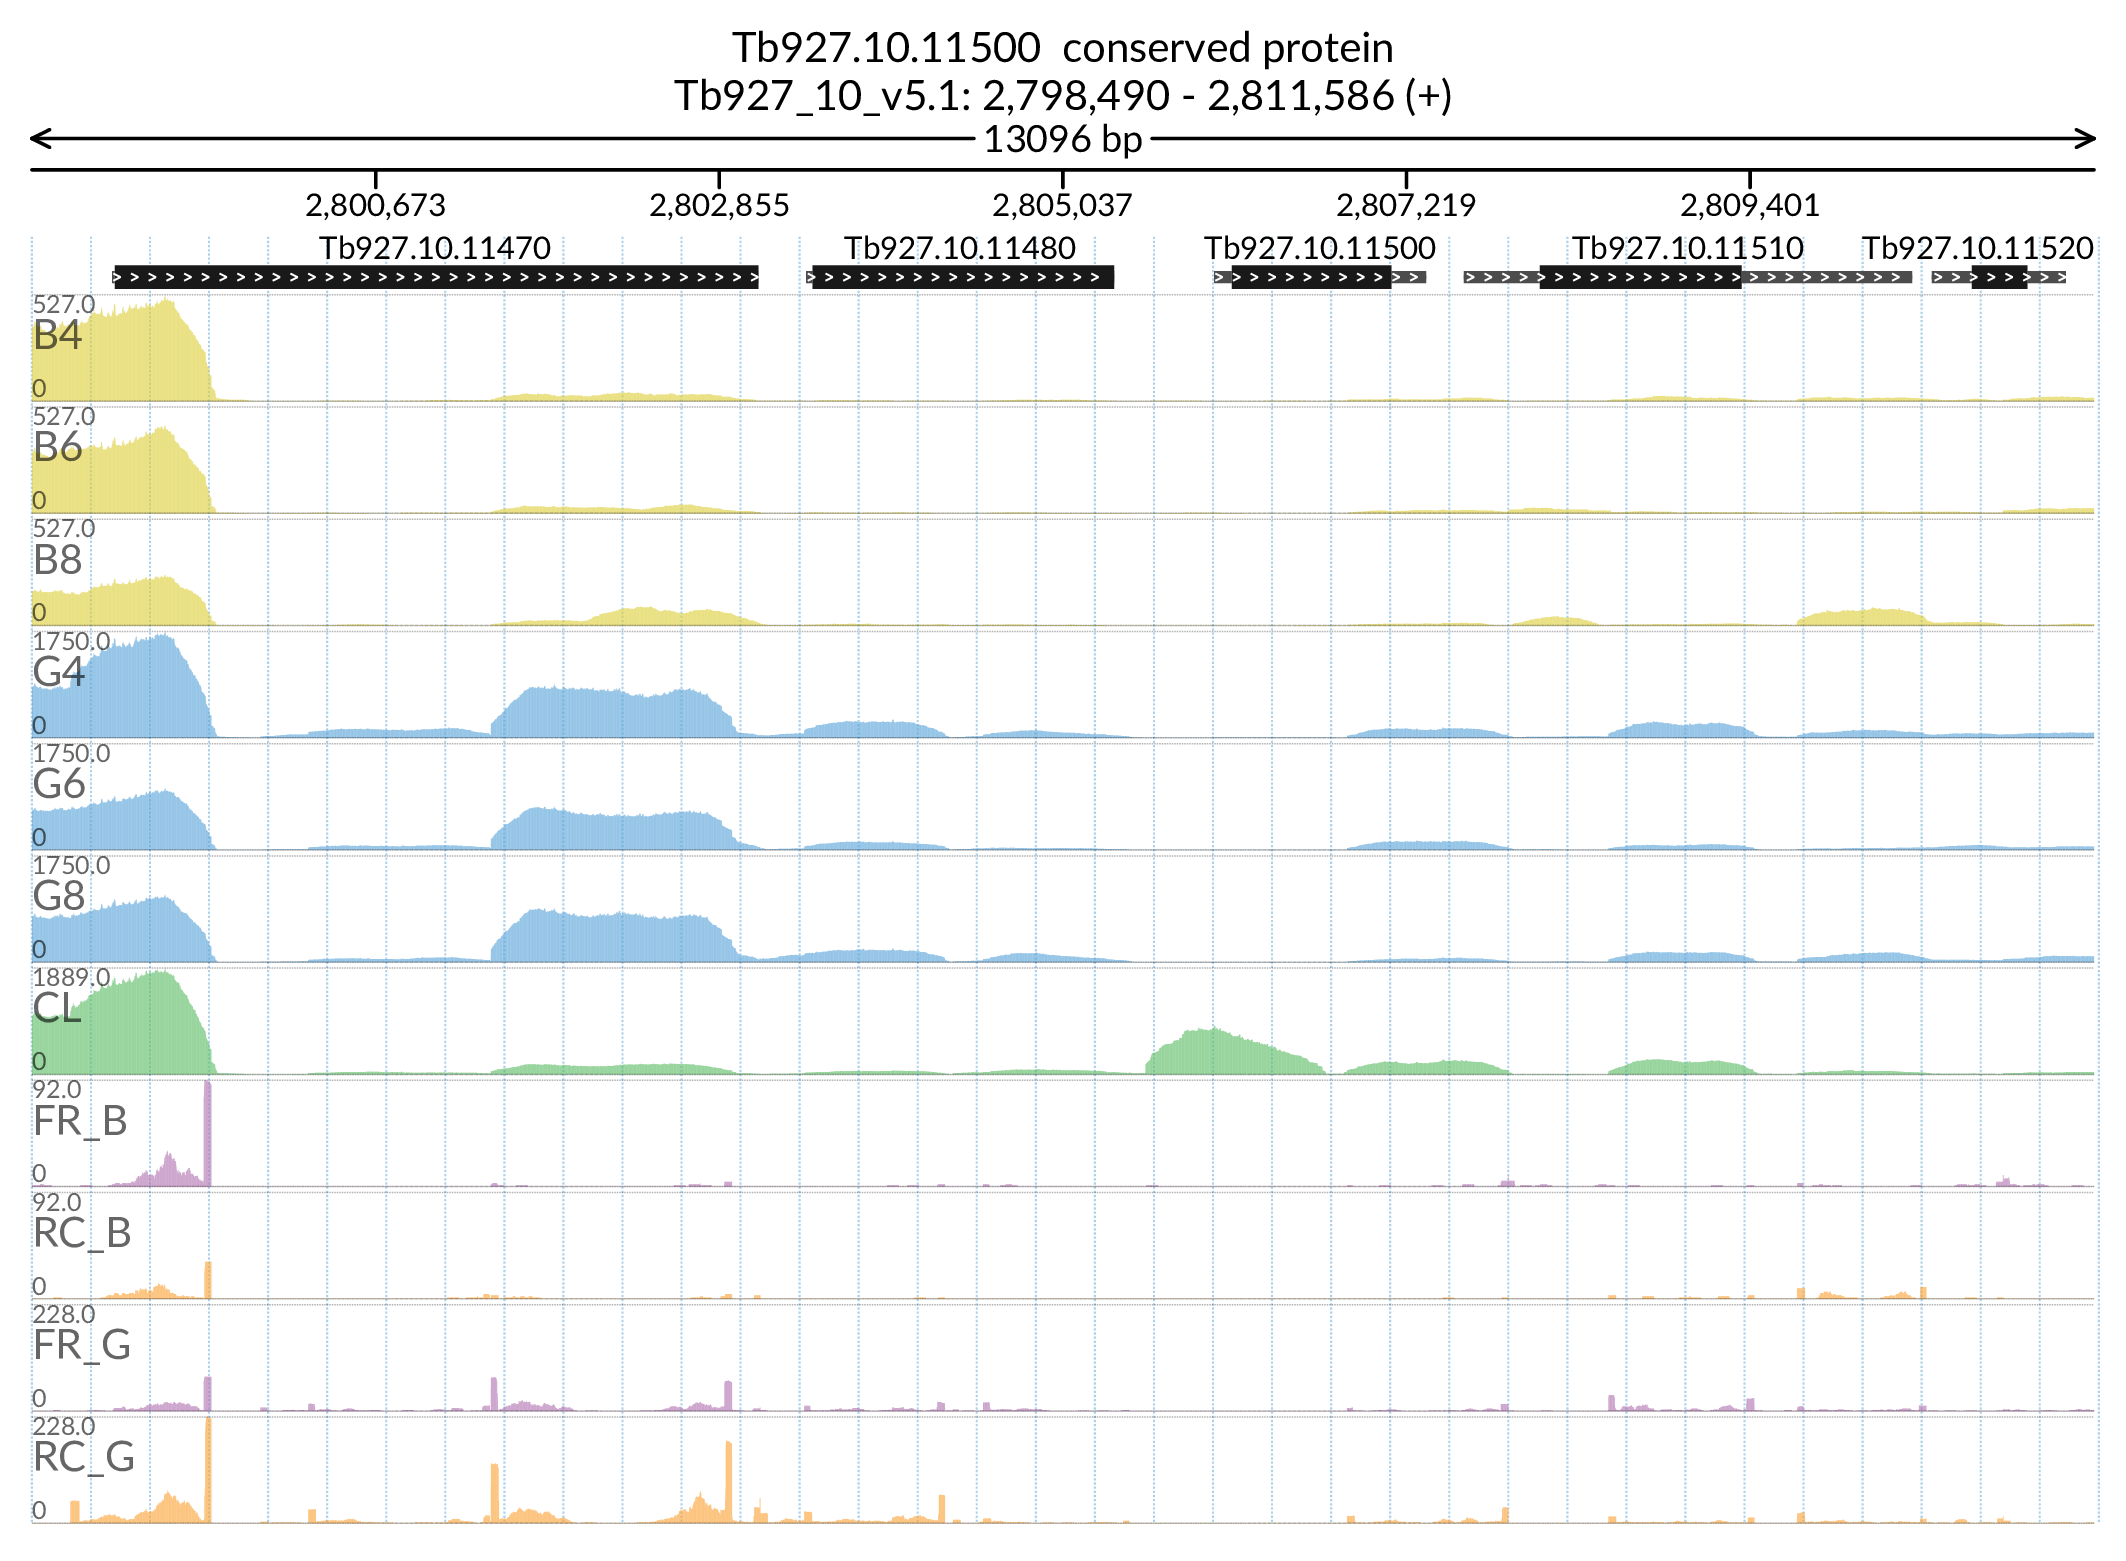 Tb927.10.11500 conserved protein
Tb927_10_v5.1: 2,798,490 - 2,811,586 (+)
13096 bp
2,800,673 2,802,855 2,805,037 2,807,219 2,809,401
Tb927.10.11470 Tb927.10.11480 Tb927.10.11500 Tb927.10.11510 Tb927.10.11520
527.0
B4
0
527.0
B6
0
527.0
B8
0
1750.0
G4
0
1750.0
G6
0
1750.0
G8
0
1889.0
CL
0
92.0
FR_B
0
92.0
RC_B
0
228.0
FR_G
0
228.0
RC_G
0